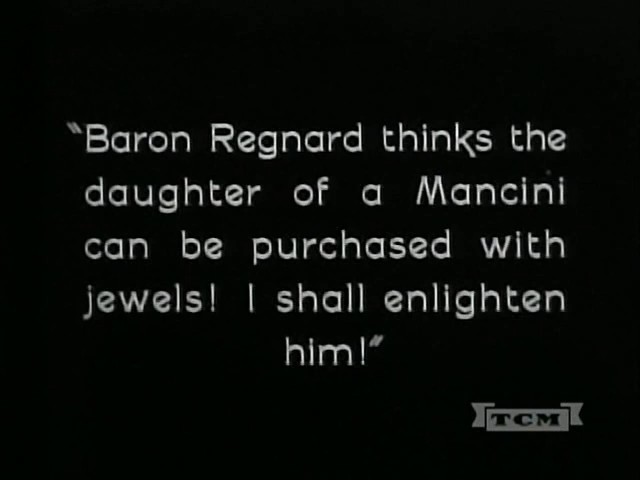 “Baron Regnard thinks the
daughter of a Mancini
can be purchased with
jewels! I shall enlighten
him!”
TCM